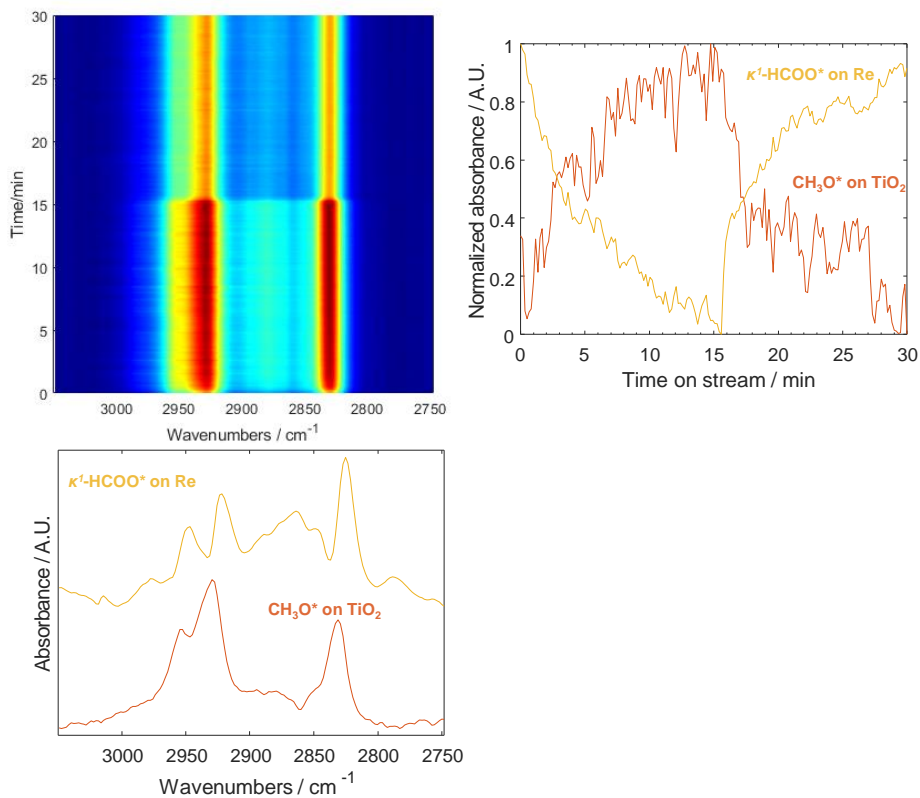 30
25
20
15
10
5
0
Time/min
3000 2950 2900 2850 2800 2750
Wavenumbers / cm⁻¹
1
0.8
0.6
0.4
0.2
0
Normalized absorbance / A.U.
κ¹-HCOO* on Re
CH₃O* on TiO₂
0 5 10 15 20 25 30
Time on stream / min
Absorbance / A.U.
κ¹-HCOO* on Re
CH₃O* on TiO₂
3000 2950 2900 2850 2800 2750
Wavenumbers / cm⁻¹